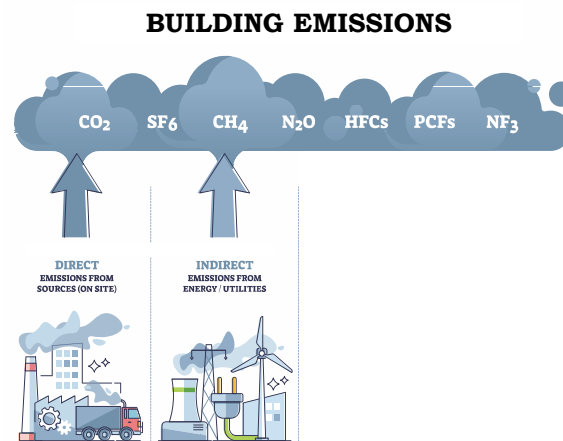 BUILDING EMISSIONS
CO₂ SF₆ CH₄ N₂O HFCs PCFs NF₃
DIRECT
EMISSIONS FROM
SOURCES (ON SITE)
INDIRECT
EMISSIONS FROM
ENERGY / UTILITIES